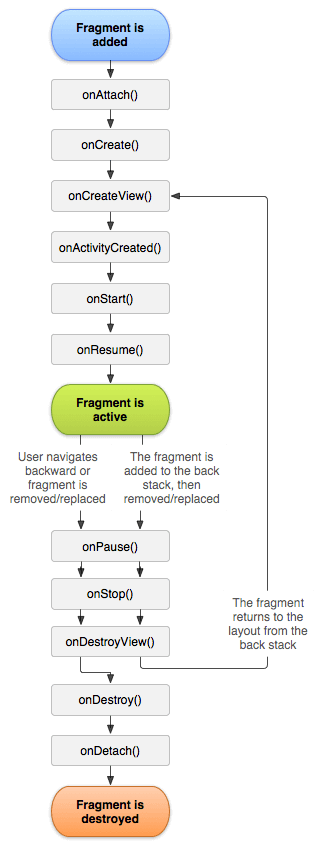 Fragment is
added
onAttach()
onCreate()
onCreateView()
onActivityCreated()
onStart()
onResume()
Fragment is
active
User navigates
backward or
fragment is
removed/replaced
The fragment is
added to the back
stack, then
removed/replaced
onPause()
onStop()
onDestroyView()
The fragment
returns to the
layout from the
back stack
onDestroy()
onDetach()
Fragment is
destroyed